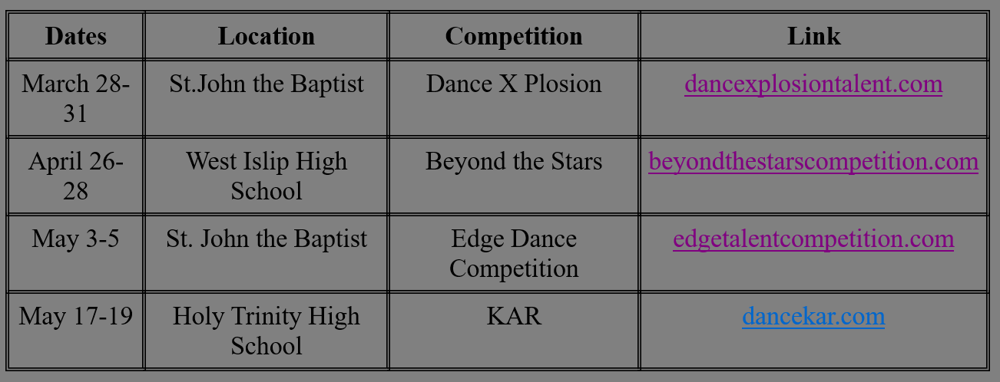 Dates Location Competition Link
March 28- St.John the Baptist Dance X Plosion dancexplosiontalent.com
31
April 26- West Islip High Beyond the Stars beyondthestarscompetition.com
28 School
May 3-5 St. John the Baptist Edge Dance edgetalentcompetition.com
Competition
May 17-19 Holy Trinity High KAR dancekar.com
School